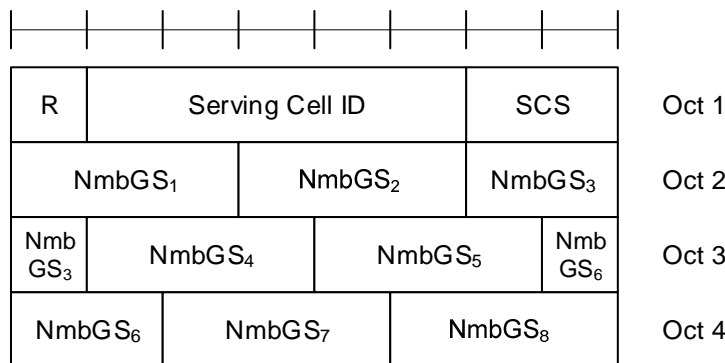 R Serving Cell ID SCS Oct 1
NmbGS₁ NmbGS₂ NmbGS₃ Oct 2
Nmb GS₃ NmbGS₄ NmbGS₅ Nmb GS₆ Oct 3
NmbGS₆ NmbGS₇ NmbGS₈ Oct 4